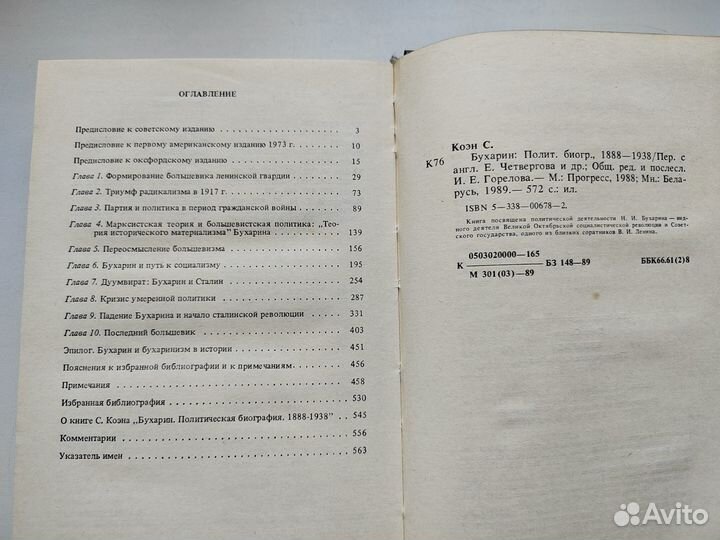 ОГЛАВЛЕНИЕ
Предисловие к советскому изданию . . . . . . . . . . . . . . . . . . . . . 3
Предисловие к первому американскому изданию 1973 г. . . . . . . . . 10
Предисловие к оксфордскому изданию . . . . . . . . . . . . . . . . . . . 15
Глава 1. Формирование большевика ленинской гвардии . . . . . . . . 29
Глава 2. Триумф радикализма в 1917 г. . . . . . . . . . . . . . . . . . . 73
Глава 3. Партия и политика в период гражданской войны . . . . . . . 89
Глава 4. Марксистская теория и большевистская политика: „Тео-
рия исторического материализма" Бухарина . . . . . . . . . . . . . . 139
Глава 5. Переосмысление большевизма . . . . . . . . . . . . . . . . . 156
Глава 6. Бухарин и путь к социализму . . . . . . . . . . . . . . . . . . 195
Глава 7. Дуумвират: Бухарин и Сталин . . . . . . . . . . . . . . . . . 254
Глава 8. Кризис умеренной политики . . . . . . . . . . . . . . . . . . 287
Глава 9. Падение Бухарина и начало сталинской революции . . . . . 331
Глава 10. Последний большевик . . . . . . . . . . . . . . . . . . . . . 403
Эпилог. Бухарин и бухаринизм в истории . . . . . . . . . . . . . . . . 451
Пояснения к избранной библиографии и к примечаниям. . . . . . . . 456
Примечания . . . . . . . . . . . . . . . . . . . . . . . . . . . . . . . . 458
Избранная библиография . . . . . . . . . . . . . . . . . . . . . . . . . 530
О книге С. Коэна „Бухарин. Политическая биография. 1888-1938" . . 545
Комментарии . . . . . . . . . . . . . . . . . . . . . . . . . . . . . . . 556
Указатель имен . . . . . . . . . . . . . . . . . . . . . . . . . . . . . . 563
Коэн С.
К76 Бухарин: Полит. биогр., 1888—1938/Пер. с
англ. Е. Четвергова и др.; Общ. ред. и послесл.
И. Е. Горелова.— М.: Прогресс, 1988; Мн.: Бела-
русь, 1989.— 572 с.: ил.
ISBN 5—338—00678—2.
Книга посвящена политической деятельности Н. И. Бухарина — вид-
ного деятеля Великой Октябрьской социалистической революции и Совет-
ского государства, одного из близких соратников В. И. Ленина.
0503020000—165
К БЗ 148—89 ББК66.61(2)8
М 301(03)—89
Avito